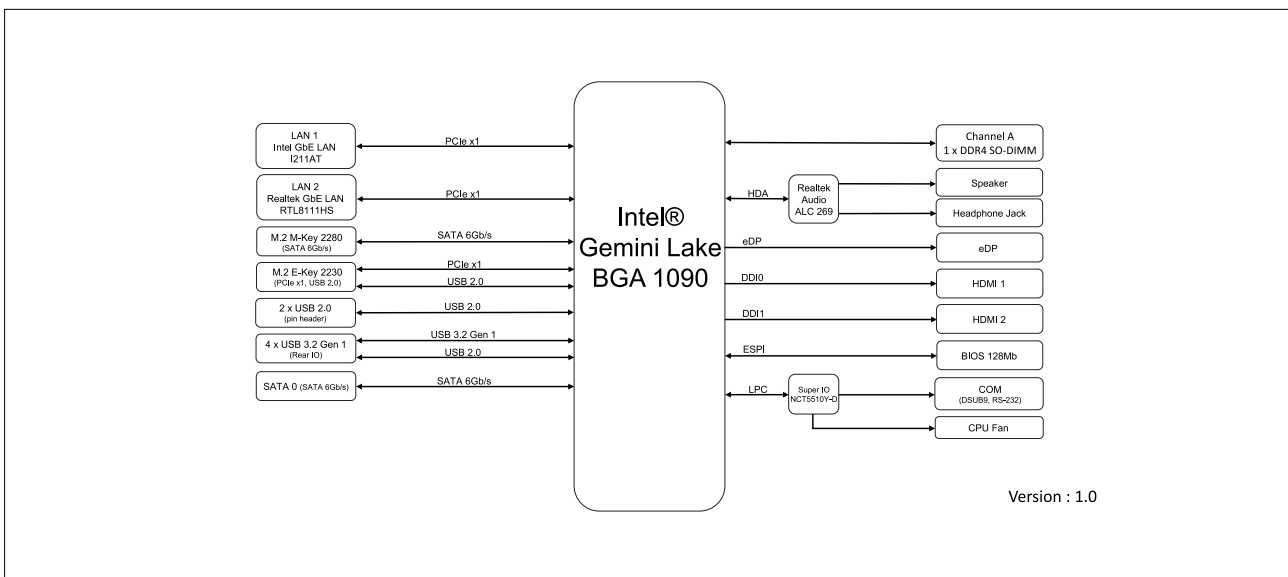 LAN 1
Intel GbE LAN
I211AT
PCIe x1
LAN 2
Realtek GbE LAN
RTL8111HS
PCIe x1
M.2 M-Key 2280
(SATA 6Gb/s)
SATA 6Gb/s
M.2 E-Key 2230
(PCIe x1, USB 2.0)
PCIe x1
USB 2.0
2 x USB 2.0
(pin header)
USB 2.0
4 x USB 3.2 Gen 1
(Rear IO)
USB 3.2 Gen 1
USB 2.0
SATA 0 (SATA 6Gb/s)
SATA 6Gb/s
Intel®
Gemini Lake
BGA 1090
Channel A
1 x DDR4 SO-DIMM
HDA
Realtek
Audio
ALC 269
Speaker
Headphone Jack
eDP
eDP
DDI0
HDMI 1
DDI1
HDMI 2
ESPI
BIOS 128Mb
LPC
Super IO
NCT5510Y-D
COM
(DSUB9, RS-232)
CPU Fan
Version : 1.0